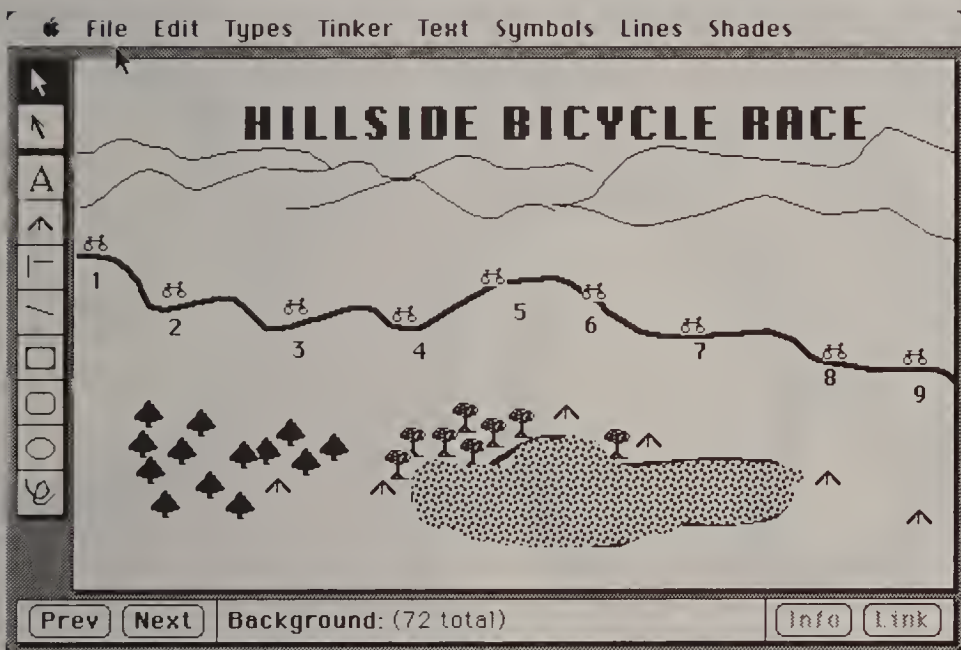 File Edit Types Tinker Text Symbols Lines Shades
HILLSIDE BICYCLE RACE
A
1
2
3
4
5
6
7
8
9
Prev Next Background: (72 total) Info Link